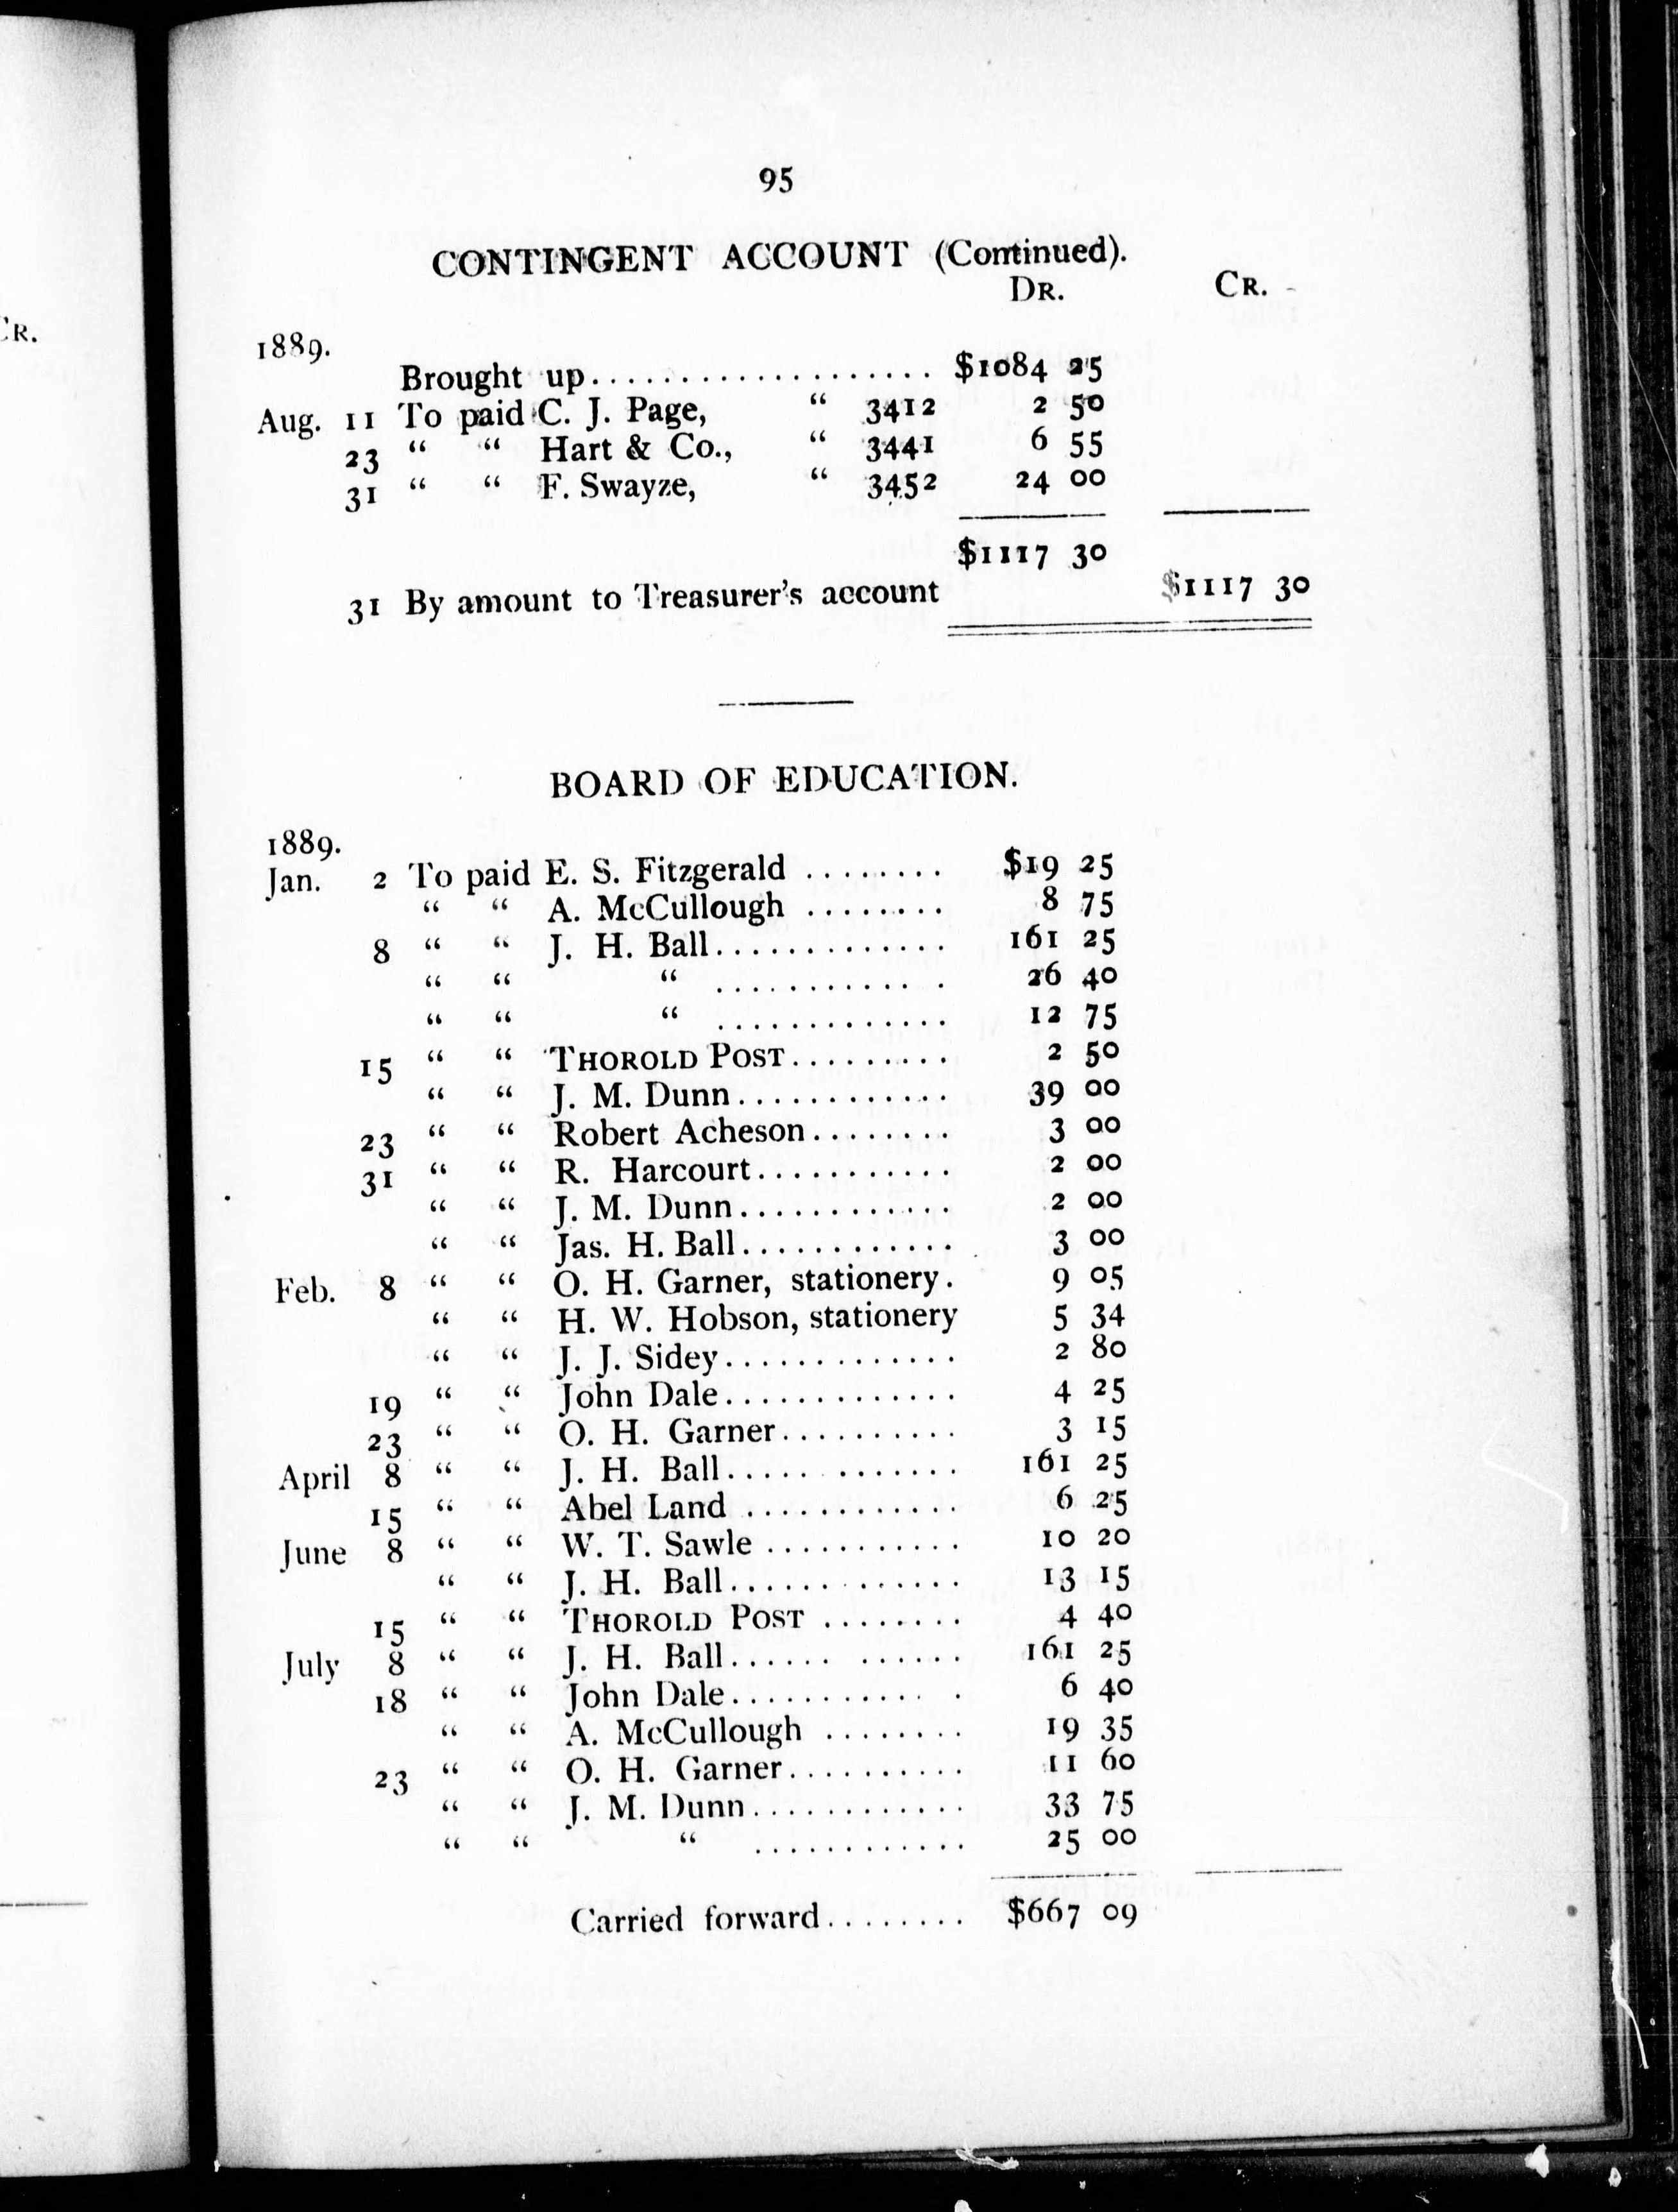 95
CONTINGENT ACCOUNT (Continued).
DR. CR.
1889.
Brought up.................... $1084 25
Aug. 11 To paid C. J. Page, “ 3412 2 50
23 “ “ Hart & Co., “ 3441 6 55
31 “ “ F. Swayze, “ 3452 24 00
$1117 30
31 By amount to Treasurer's account $1117 30
BOARD OF EDUCATION.
1889.
Jan. 2 To paid E. S. Fitzgerald ........ $19 25
“ “ A. McCullough ........ 8 75
8 “ “ J. H. Ball............. 161 25
“ “ “ ............ . 26 40
“ “ “ ............. 12 75
15 “ “ THOROLD POST......... 2 50
“ “ J. M. Dunn............ 39 00
23 “ “ Robert Acheson........ 3 00
31 “ “ R. Harcourt........... 2 00
“ “ J. M. Dunn............ 2 00
“ “ Jas. H. Ball............ 3 00
Feb. 8 “ “ O. H. Garner, stationery. 9 05
“ “ H. W. Hobson, stationery 5 34
“ “ J. J. Sidey............. 2 80
19 “ “ John Dale............. 4 25
23 “ “ O. H. Garner.......... 3 15
April 8 “ “ J. H. Ball............. 161 25
15 “ “ Abel Land ............ 6 25
June 8 “ “ W. T. Sawle ........... 10 20
“ “ J. H. Ball............. 13 15
15 “ “ THOROLD POST ........ 4 40
July 8 “ “ J. H. Ball...... ...... 161 25
18 “ “ John Dale........... . 6 40
“ “ A. McCullough ........ 19 35
23 “ “ O. H. Garner.......... 11 60
“ “ J. M. Dunn............ 33 75
“ “ “ ............ 25 00
Carried forward........ $667 09